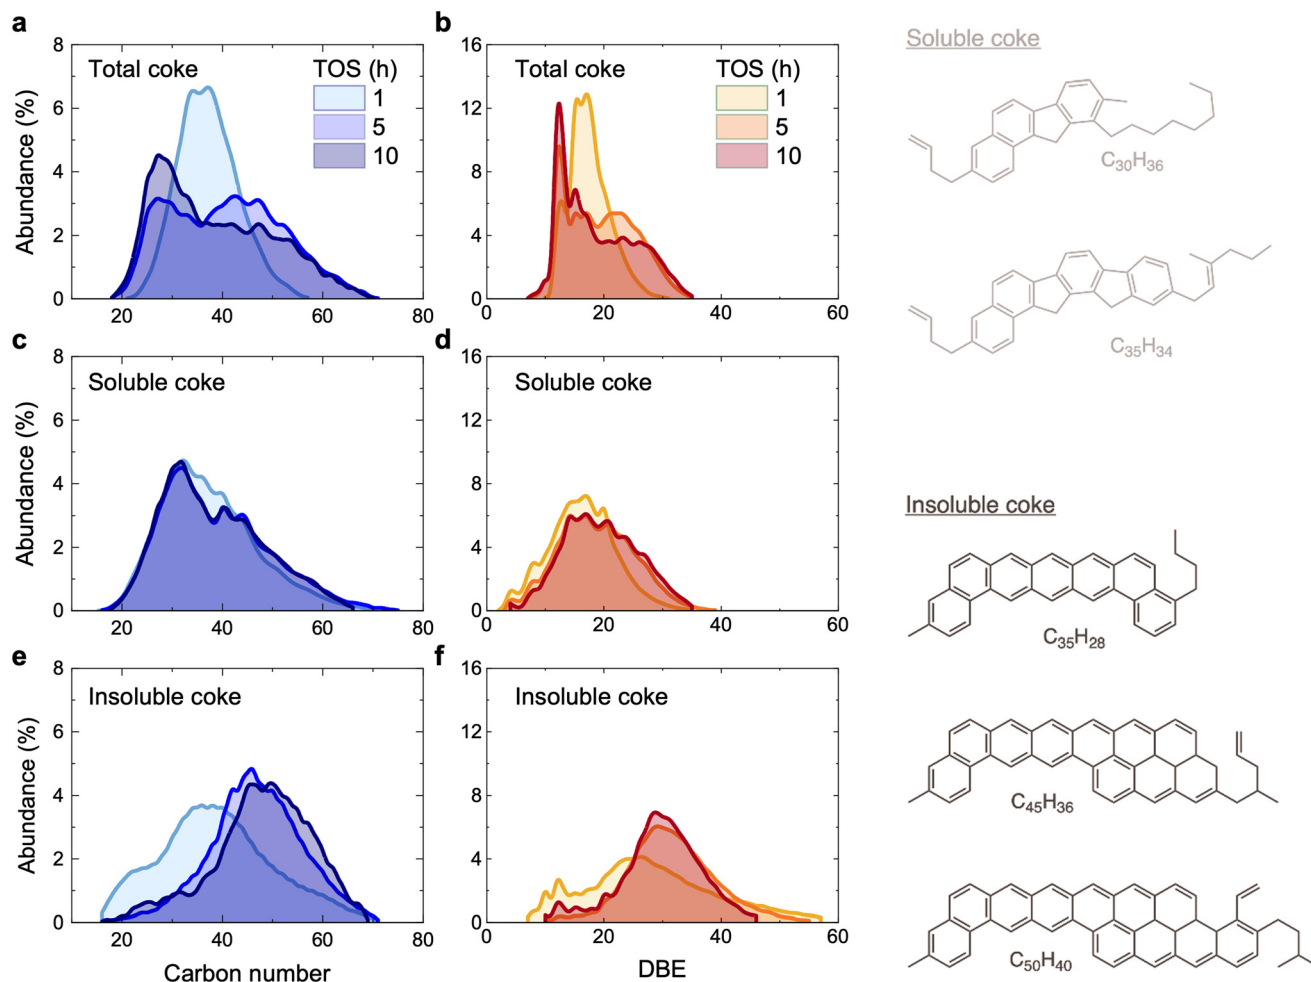 a
Abundance (%)
8
6
4
2
0
20
40
60
80
Total coke
TOS (h)
1
5
10
b
16
12
8
4
0
0
20
40
60
Total coke
TOS (h)
1
5
10
Soluble coke
C30H36
C35H34
c
Abundance (%)
8
6
4
2
0
20
40
60
80
Soluble coke
d
16
12
8
4
0
0
20
40
60
Soluble coke
e
Abundance (%)
8
6
4
2
0
20
40
60
80
Insoluble coke
Carbon number
f
16
12
8
4
0
0
20
40
60
Insoluble coke
DBE
Insoluble coke
C35H28
C45H36
C50H40